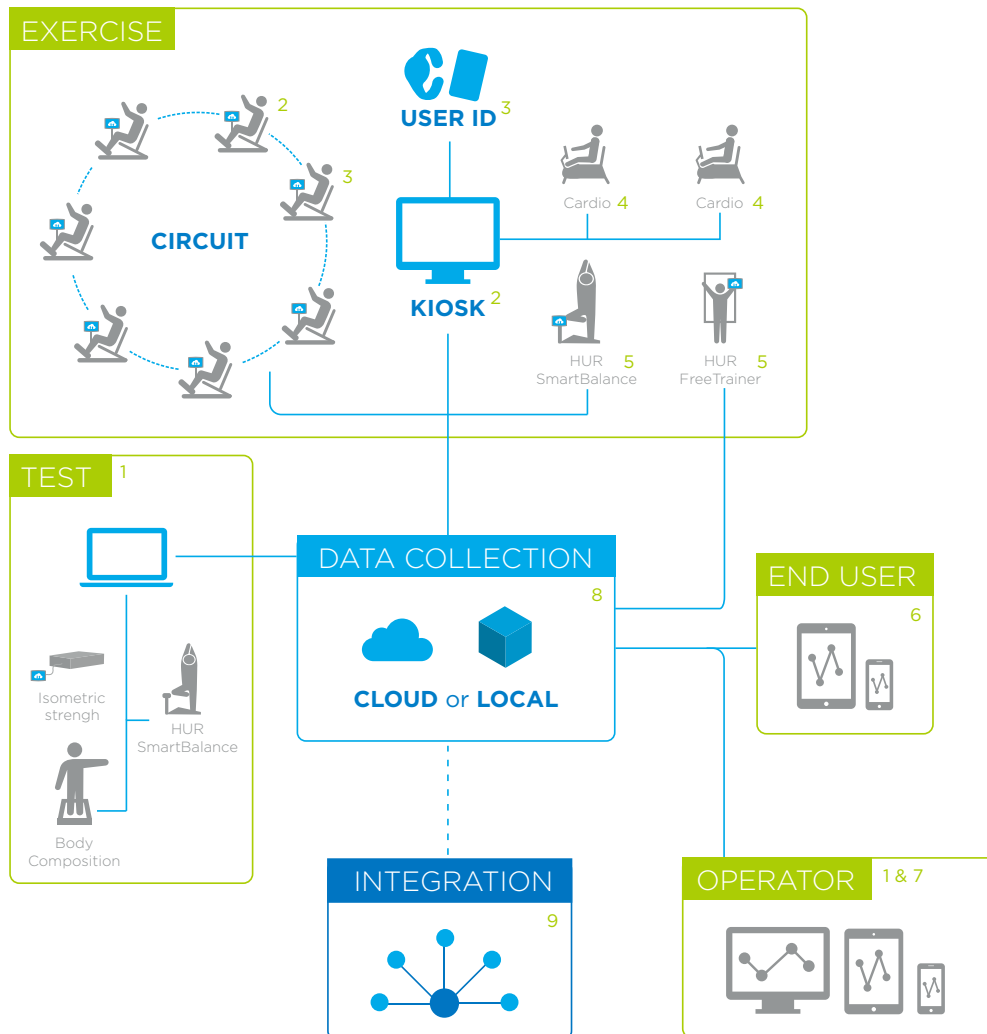 EXERCISE
2
3
CIRCUIT
USER ID 3
Cardio 4
Cardio 4
KIOSK 2
HUR 5
SmartBalance
HUR 5
FreeTrainer
TEST 1
Isometric
strengh
HUR
SmartBalance
Body
Composition
DATA COLLECTION
8
CLOUD or LOCAL
END USER
6
INTEGRATION
9
OPERATOR 1 & 7